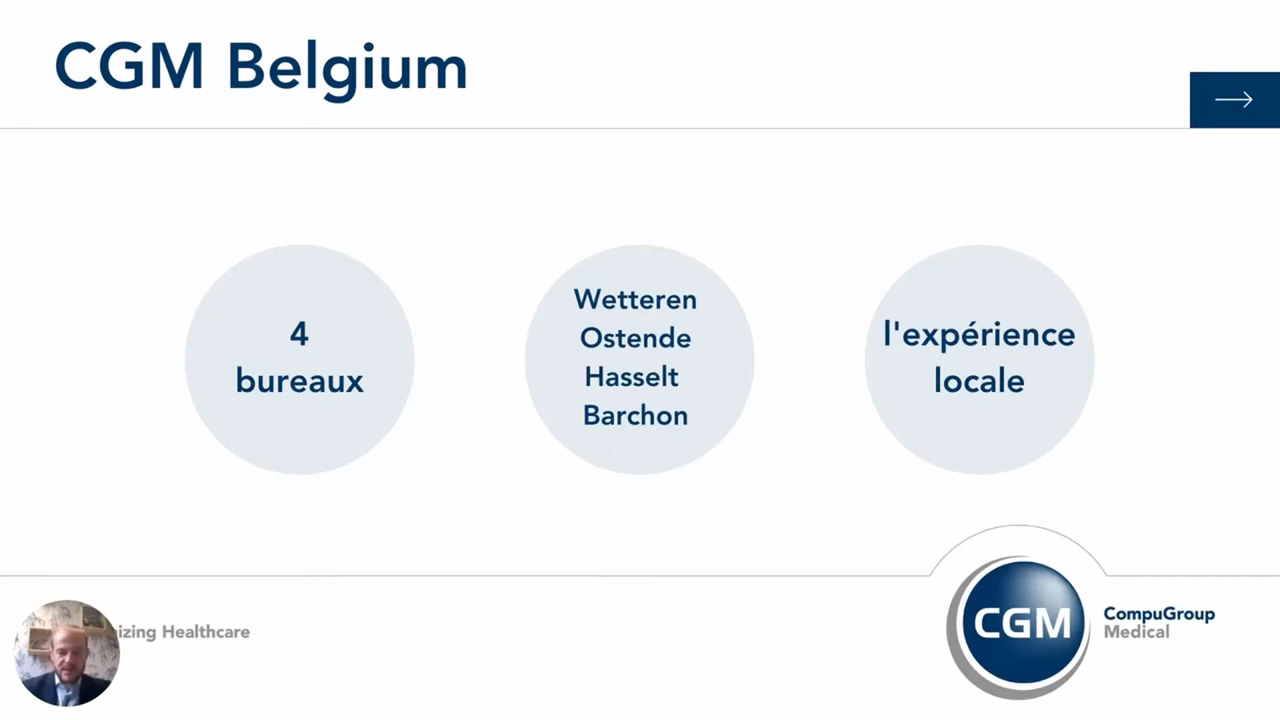 CGM Belgium
4
bureaux
Wetteren
Ostende
Hasselt
Barchon
l'expérience
locale
izing Healthcare
CGM
CompuGroup
Medical